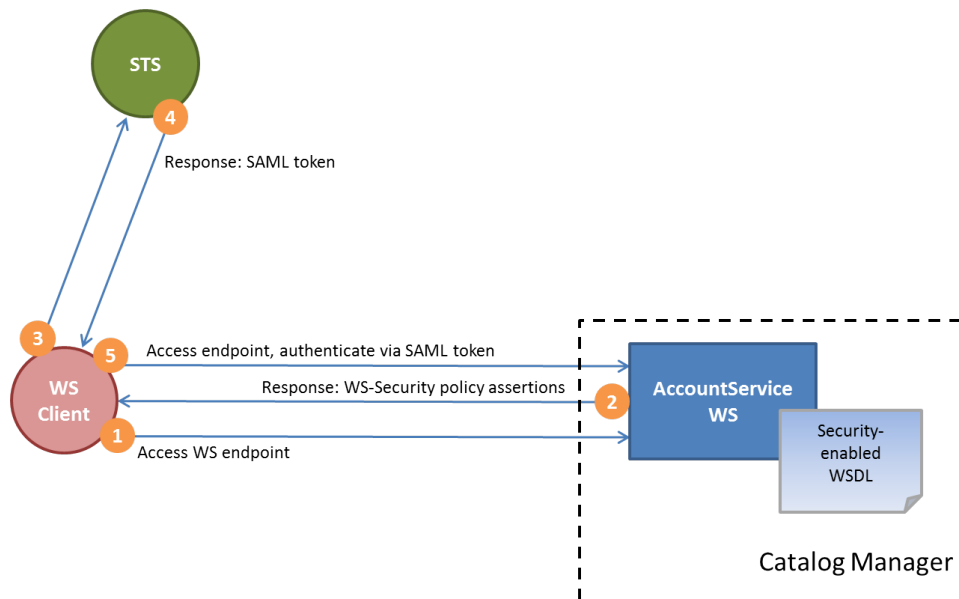 STS
4
Response: SAML token
3
5
Access endpoint, authenticate via SAML token
WS
Client
Response: WS-Security policy assertions
2
AccountService
WS
1
Access WS endpoint
Security-
enabled
WSDL
Catalog Manager